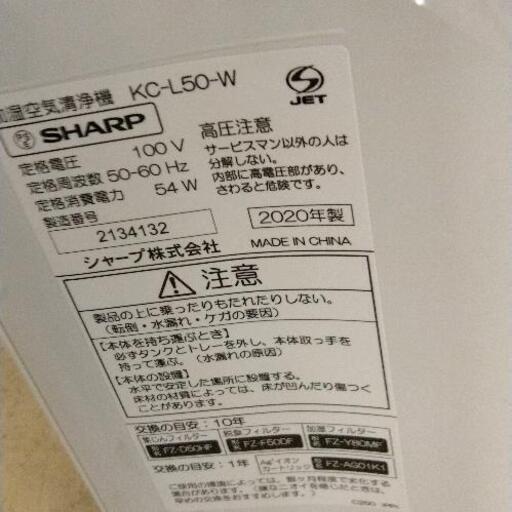 加湿空気清浄機 KC-L50-W
SHARP
JET
定格電圧 100 V
定格周波数 50-60 Hz
定格消費電力 54 W
製造番号
2134132
シャープ株式会社
高圧注意
サービスマン以外の人は
分解しない。
内部に高電圧部があり、
さわると危険です。
2020年製
MADE IN CHINA
注意
製品の上に乗ったりもたれたりしない。
(転倒・水漏れ・ケガの要因)
【本体を持ち運ぶとき】
必ずタンクとトレーを外し、本体取っ手を
持って運ぶ。(水漏れの原因)
【本体の設置】
水平で安定した場所に設置する。
床材の材質によっては、床が凹んだり傷つく
ことがあります。
交換の目安:10年
集じんフィルター 脱臭フィルター 加湿フィルター
FZ-D50HF FZ-F50DF FZ-Y80MF
交換の目安:1年 Ag⁺イオンカートリッジ FZ-AG01K1